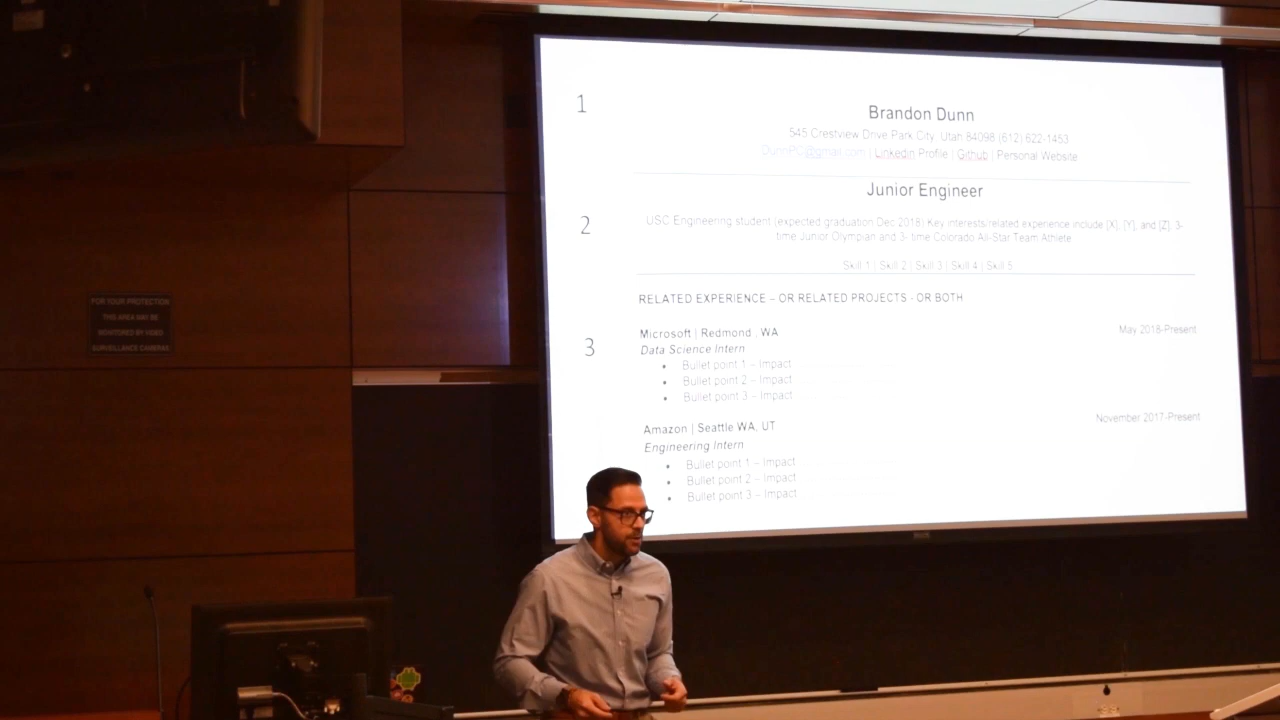 FOR YOUR PROTECTION
THIS AREA MAY BE
MONITORED BY VIDEO
SURVEILLANCE CAMERAS
1
Brandon Dunn
545 Crestview Drive Park City, Utah 84098 (612) 622-1453
DunnPC@gmail.com | Linkedin Profile | Github | Personal Website
Junior Engineer
2
USC Engineering student (expected graduation Dec 2018) Key interests/related experience include [X], [Y], and [Z]. 3-
time Junior Olympian and 3- time Colorado All-Star Team Athlete
Skill 1 | Skill 2 | Skill 3 | Skill 4 | Skill 5
RELATED EXPERIENCE – OR RELATED PROJECTS - OR BOTH
3
Microsoft | Redmond , WA May 2018-Present
Data Science Intern
• Bullet point 1 – Impact
• Bullet point 2 – Impact
• Bullet point 3 – Impact
Amazon | Seattle WA, UT November 2017-Present
Engineering Intern
• Bullet point 1 – Impact
• Bullet point 2 – Impact
• Bullet point 3 – Impact